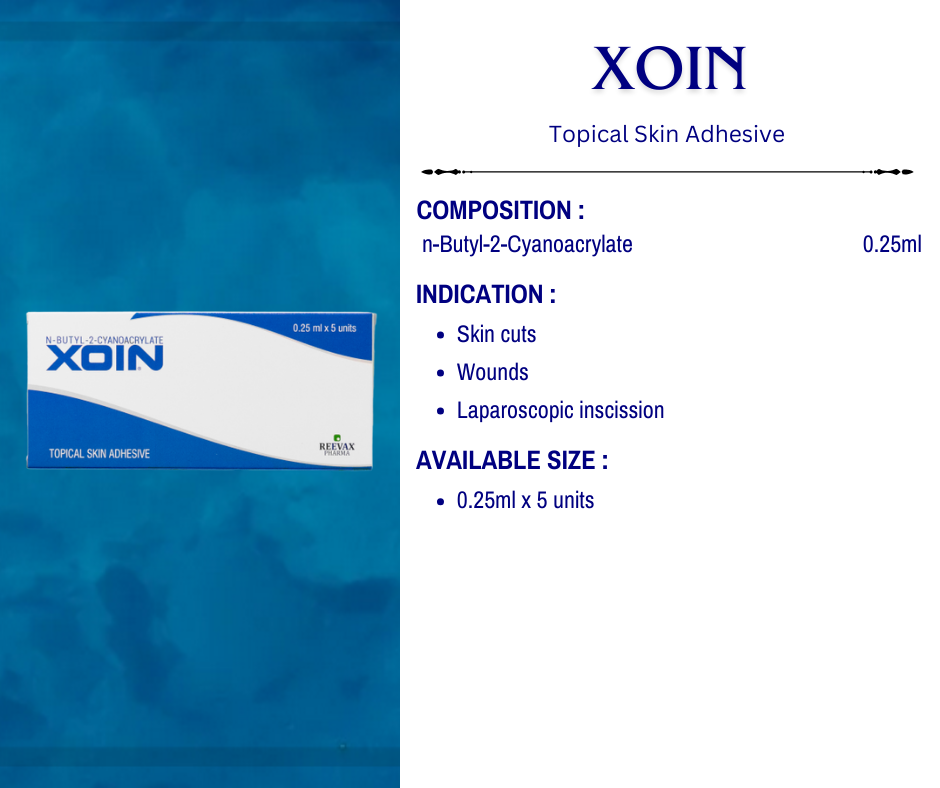 0.25 ml x 5 units
N-BUTYL-2-CYANOACRYLATE
XOIN
TOPICAL SKIN ADHESIVE
REEVAX
PHARMA
XOIN
Topical Skin Adhesive
COMPOSITION :
n-Butyl-2-Cyanoacrylate 0.25ml
INDICATION :
• Skin cuts
• Wounds
• Laparoscopic inscission
AVAILABLE SIZE :
• 0.25ml x 5 units